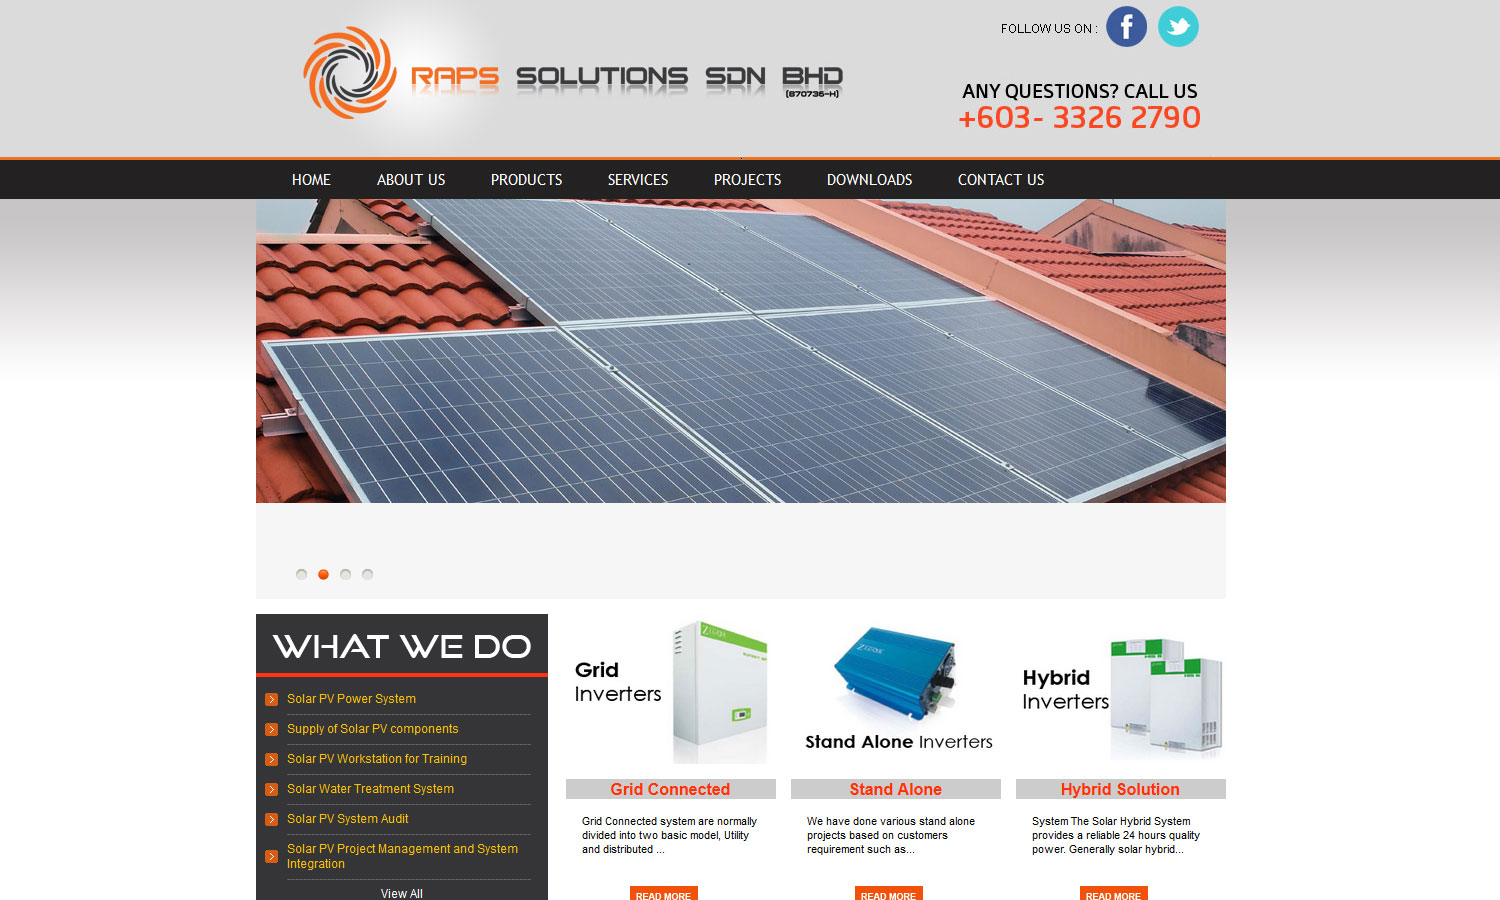 FOLLOW US ON :
RAPS SOLUTIONS SDN BHD
(870736-H)
ANY QUESTIONS? CALL US
+603- 3326 2790
HOME ABOUT US PRODUCTS SERVICES PROJECTS DOWNLOADS CONTACT US
WHAT WE DO
Solar PV Power System
Supply of Solar PV components
Solar PV Workstation for Training
Solar Water Treatment System
Solar PV System Audit
Solar PV Project Management and System
Integration
View All
Grid
Inverters
Grid Connected
Grid Connected system are normally
divided into two basic model, Utility
and distributed ...
READ MORE
Stand Alone Inverters
Stand Alone
We have done various stand alone
projects based on customers
requirement such as...
READ MORE
Hybrid
Inverters
Hybrid Solution
System The Solar Hybrid System
provides a reliable 24 hours quality
power. Generally solar hybrid...
READ MORE